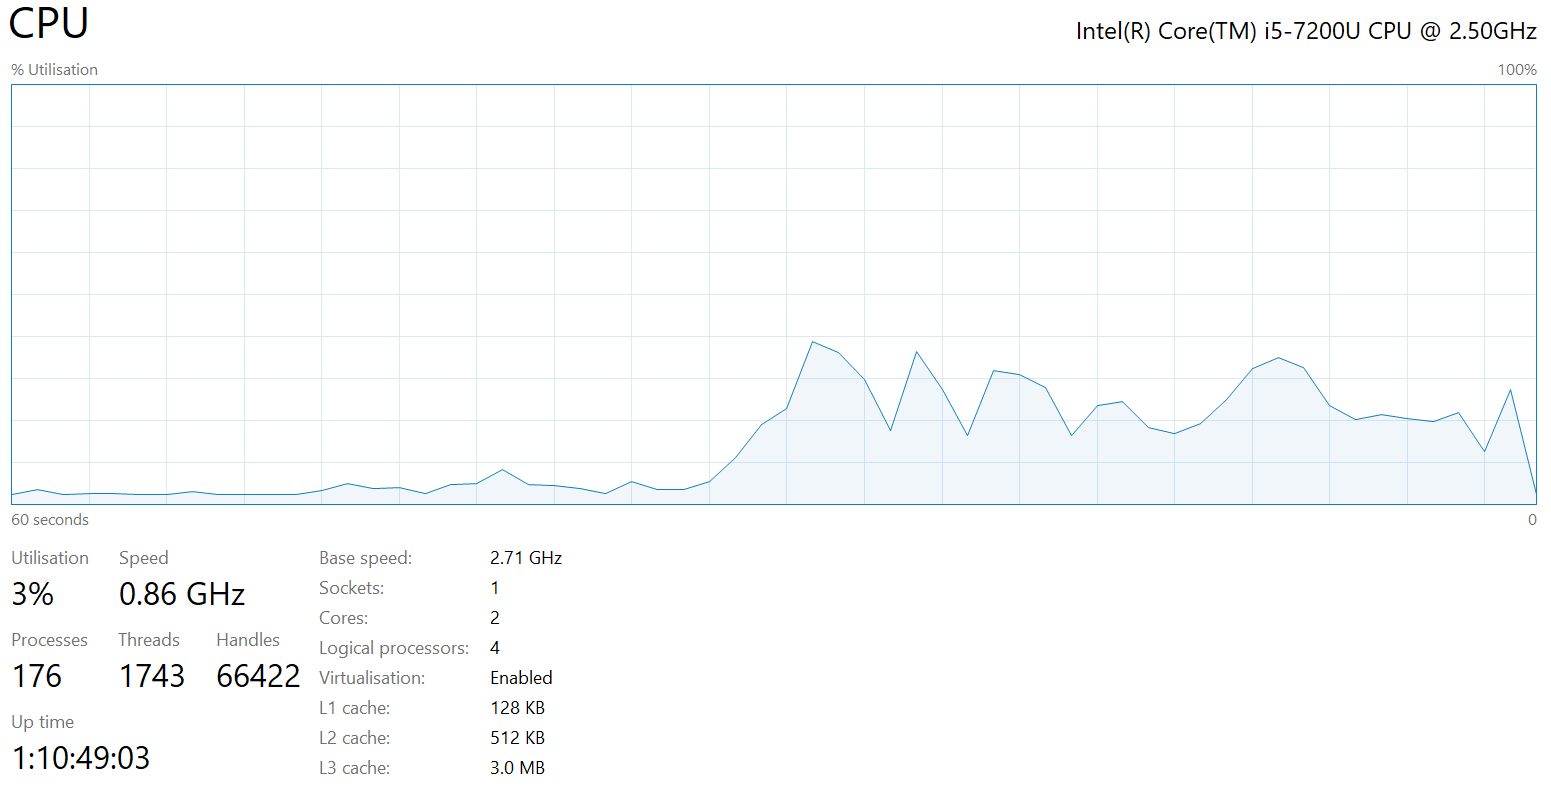 CPU
Intel(R) Core(TM) i5-7200U CPU @ 2.50GHz
% Utilisation 100%
60 seconds 0
Utilisation Speed
3% 0.86 GHz
Processes Threads Handles
176 1743 66422
Up time
1:10:49:03
Base speed: 2.71 GHz
Sockets: 1
Cores: 2
Logical processors: 4
Virtualisation: Enabled
L1 cache: 128 KB
L2 cache: 512 KB
L3 cache: 3.0 MB